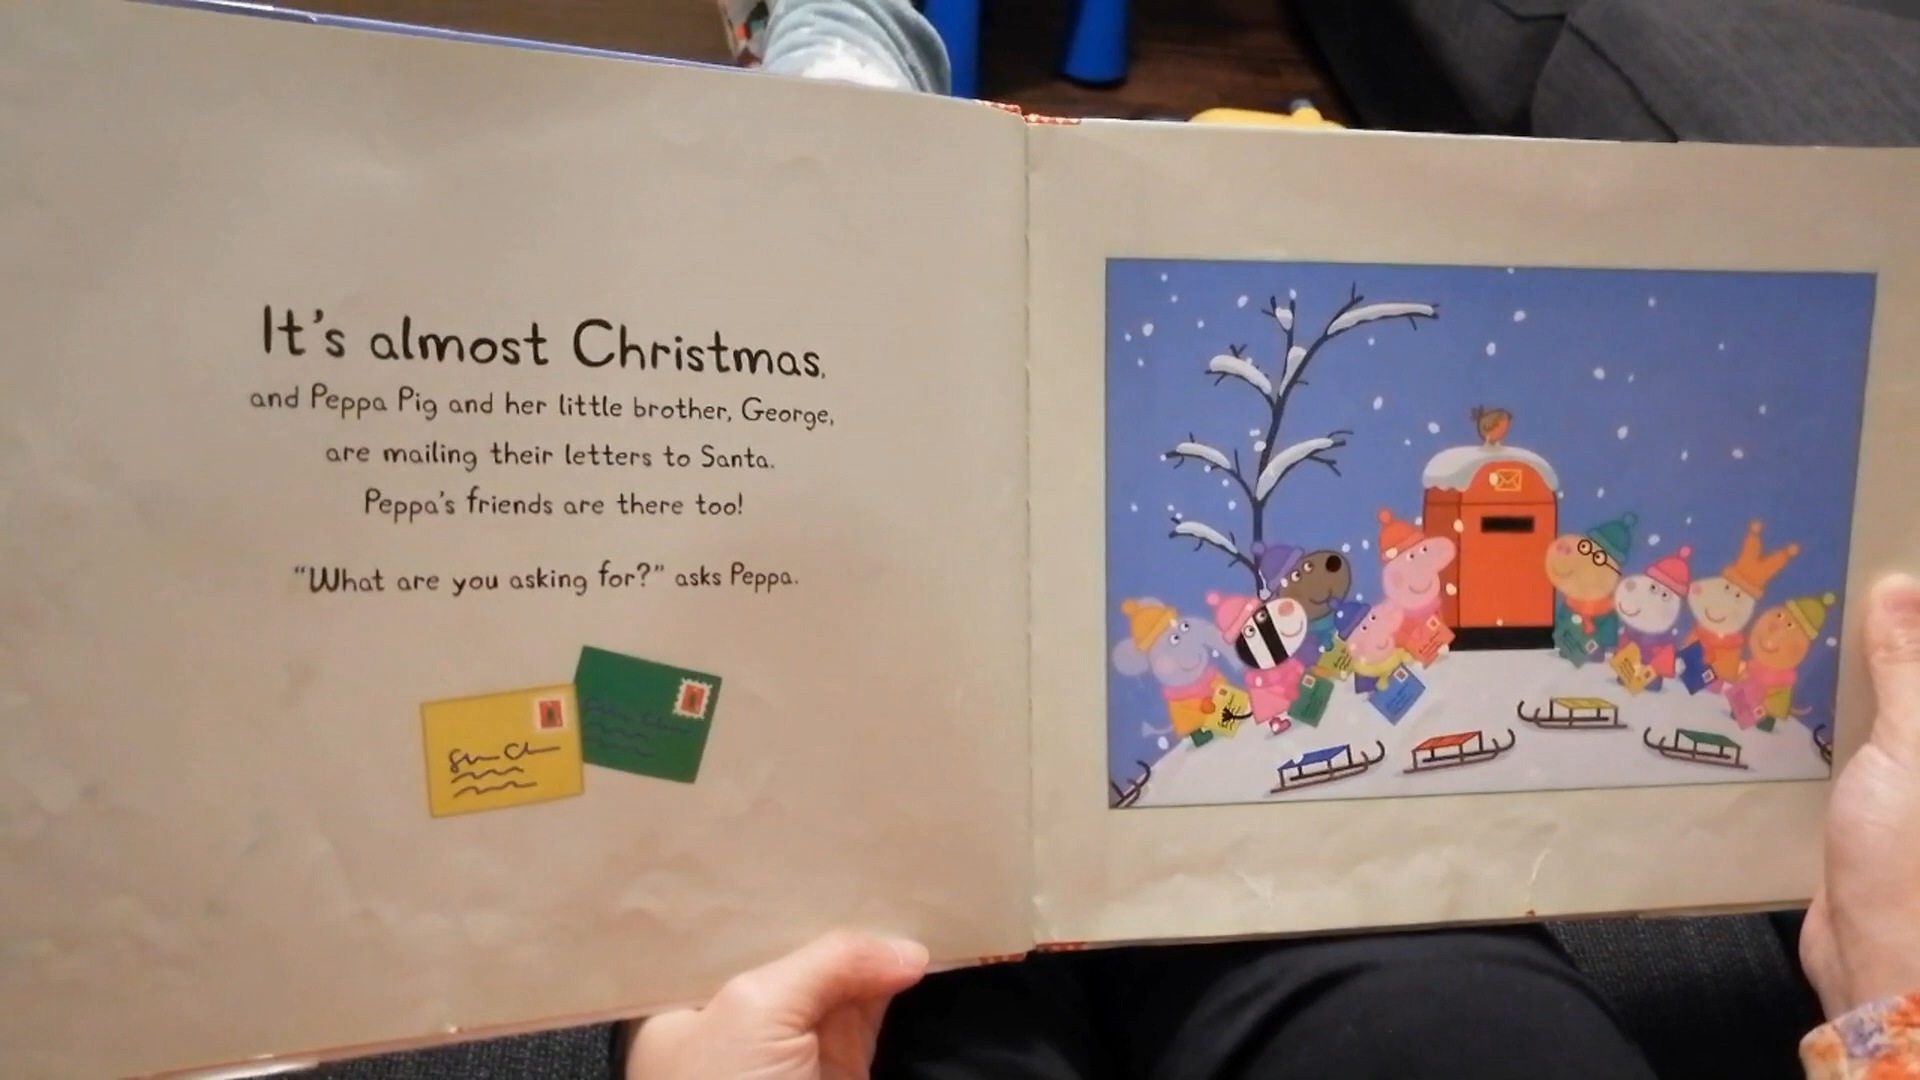 It's almost Christmas,
and Peppa Pig and her little brother, George,
are mailing their letters to Santa.
Peppa's friends are there too!
"What are you asking for?" asks Peppa.